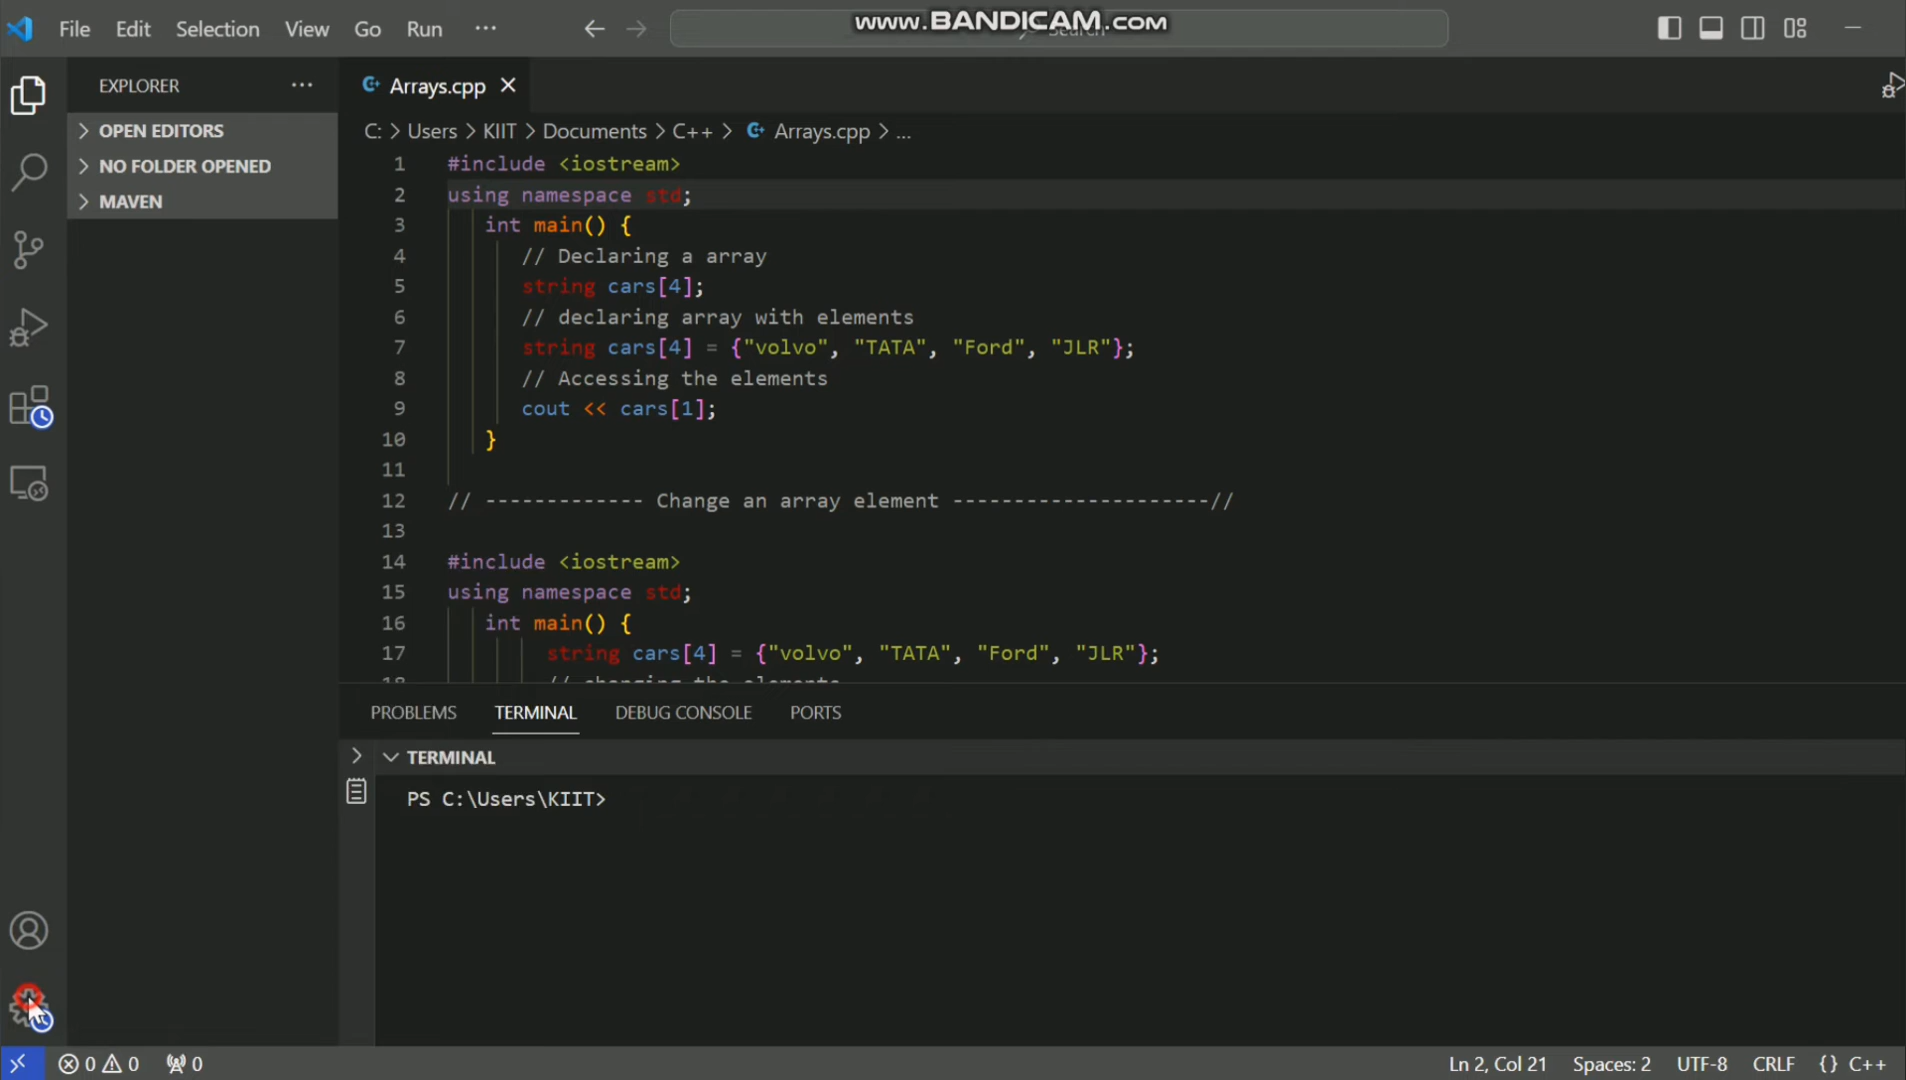 File Edit Selection View Go Run ···
www.BANDICAM.com
Search
EXPLORER ···
OPEN EDITORS
NO FOLDER OPENED
MAVEN
Arrays.cpp
C: > Users > KIIT > Documents > C++ > Arrays.cpp > ...
1 #include <iostream>
2 using namespace std;
3 int main() {
4 // Declaring a array
5 string cars[4];
6 // declaring array with elements
7 string cars[4] = {"volvo", "TATA", "Ford", "JLR"};
8 // Accessing the elements
9 cout << cars[1];
10 }
11
12 // ------------- Change an array element ---------------------//
13
14 #include <iostream>
15 using namespace std;
16 int main() {
17 string cars[4] = {"volvo", "TATA", "Ford", "JLR"};
18 // changing the elements
PROBLEMS TERMINAL DEBUG CONSOLE PORTS
TERMINAL
PS C:\Users\KIIT>
0 0 0
Ln 2, Col 21 Spaces: 2 UTF-8 CRLF {} C++